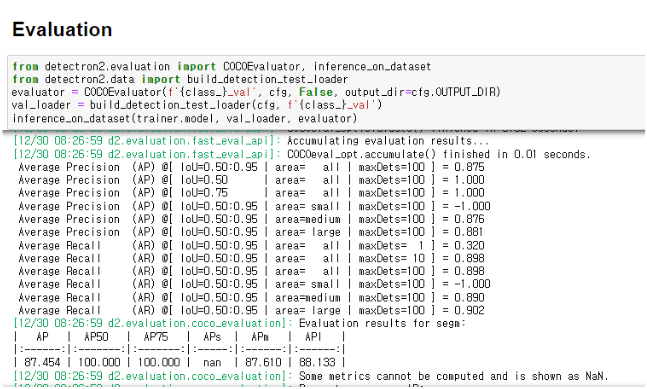 Evaluation
from detectron2.evaluation import COCOEvaluator, inference_on_dataset
from detectron2.data import build_detection_test_loader
evaluator = COCOEvaluator(f'{class_}_val', cfg, False, output_dir=cfg.OUTPUT_DIR)
val_loader = build_detection_test_loader(cfg, f'{class_}_val')
inference_on_dataset(trainer.model, val_loader, evaluator)
[12/30 08:26:59 d2.evaluation.fast_eval_api]: Accumulating evaluation results...
[12/30 08:26:59 d2.evaluation.fast_eval_api]: COCOeval_opt.accumulate() finished in 0.01 seconds.
Average Precision (AP) @[ IoU=0.50:0.95 | area= all | maxDets=100 ] = 0.875
Average Precision (AP) @[ IoU=0.50 | area= all | maxDets=100 ] = 1.000
Average Precision (AP) @[ IoU=0.75 | area= all | maxDets=100 ] = 1.000
Average Precision (AP) @[ IoU=0.50:0.95 | area= small | maxDets=100 ] = -1.000
Average Precision (AP) @[ IoU=0.50:0.95 | area=medium | maxDets=100 ] = 0.876
Average Precision (AP) @[ IoU=0.50:0.95 | area= large | maxDets=100 ] = 0.881
Average Recall (AR) @[ IoU=0.50:0.95 | area= all | maxDets= 1 ] = 0.320
Average Recall (AR) @[ IoU=0.50:0.95 | area= all | maxDets= 10 ] = 0.898
Average Recall (AR) @[ IoU=0.50:0.95 | area= all | maxDets=100 ] = 0.898
Average Recall (AR) @[ IoU=0.50:0.95 | area= small | maxDets=100 ] = -1.000
Average Recall (AR) @[ IoU=0.50:0.95 | area=medium | maxDets=100 ] = 0.890
Average Recall (AR) @[ IoU=0.50:0.95 | area= large | maxDets=100 ] = 0.902
[12/30 08:26:59 d2.evaluation.coco_evaluation]: Evaluation results for segm:
| AP | AP50 | AP75 | APs | APm | APl |
|:------:|:-------:|:-------:|:-----:|:------:|:------:|
| 87.454 | 100.000 | 100.000 | nan | 87.610 | 88.133 |
[12/30 08:26:59 d2.evaluation.coco_evaluation]: Some metrics cannot be computed and is shown as NaN.